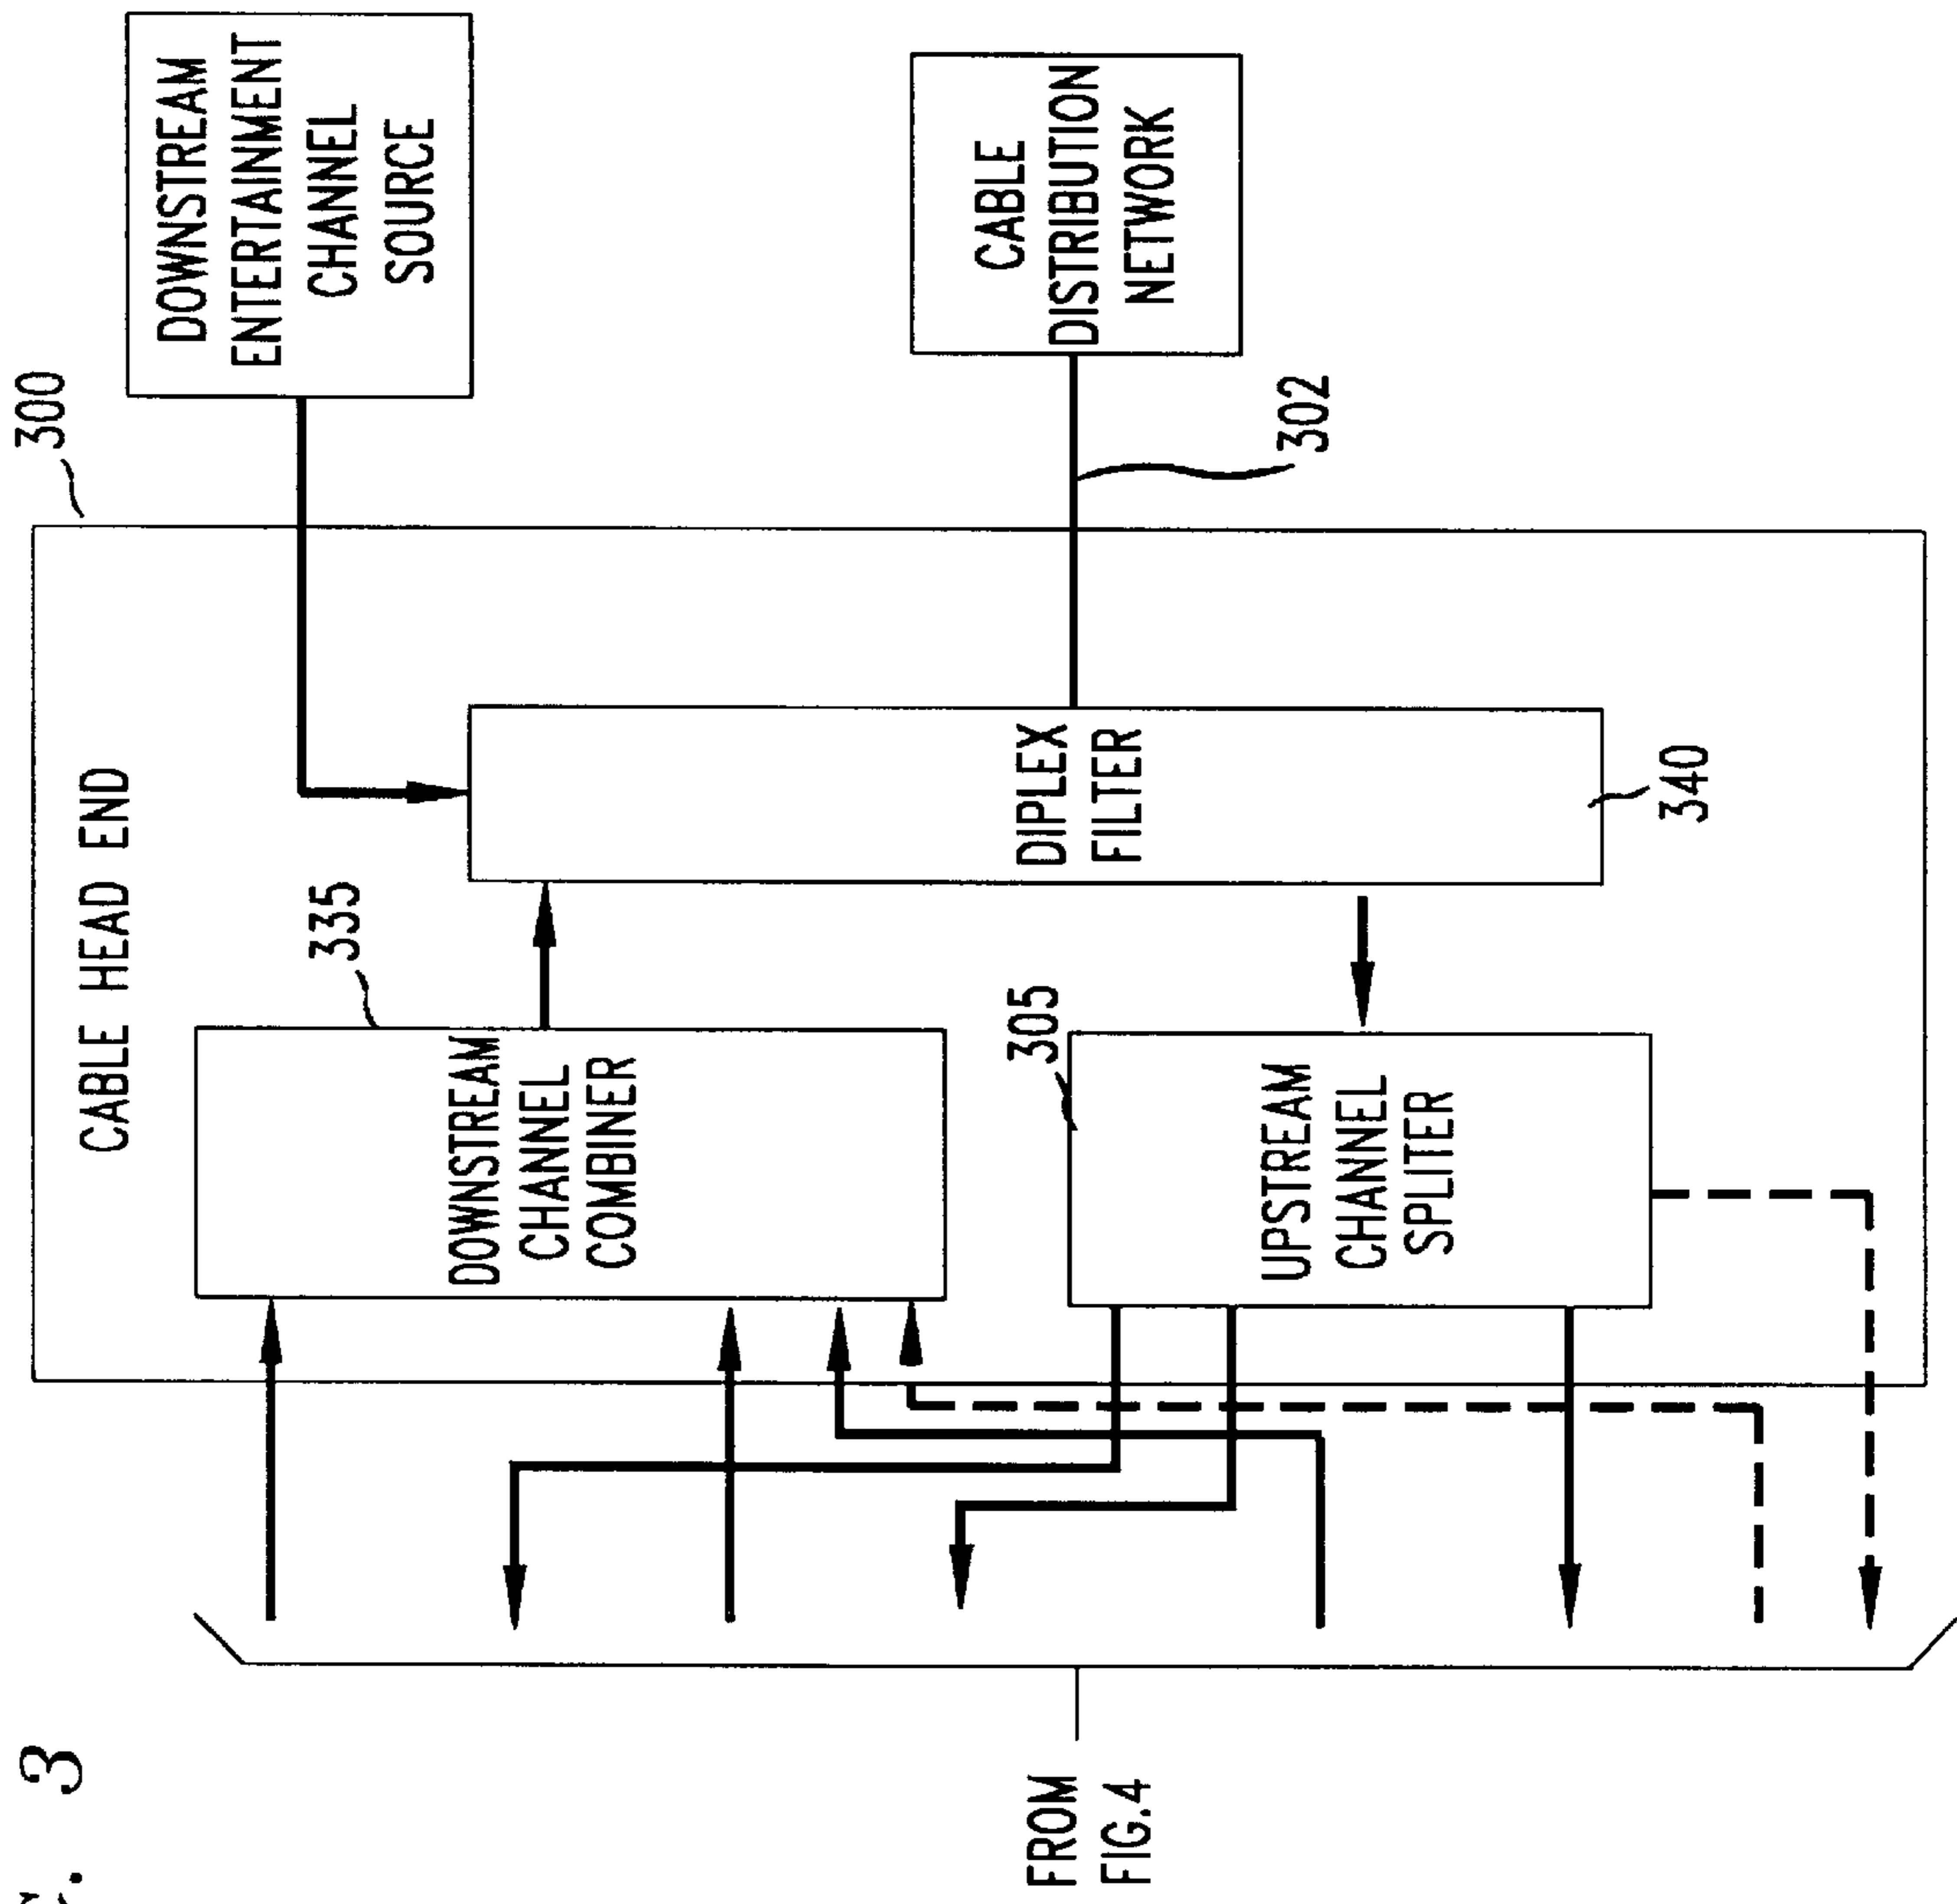 3
300
CABLE HEAD END
DOWNSTREAM
ENTERTAINMENT
CHANNEL
SOURCE
335
DOWNSTREAM
CHANNEL
COMBINER
DIPLEX
FILTER
CABLE
DISTRIBUTION
NETWORK
302
305
UPSTREAM
CHANNEL
SPLITER
340
FROM
FIG.4